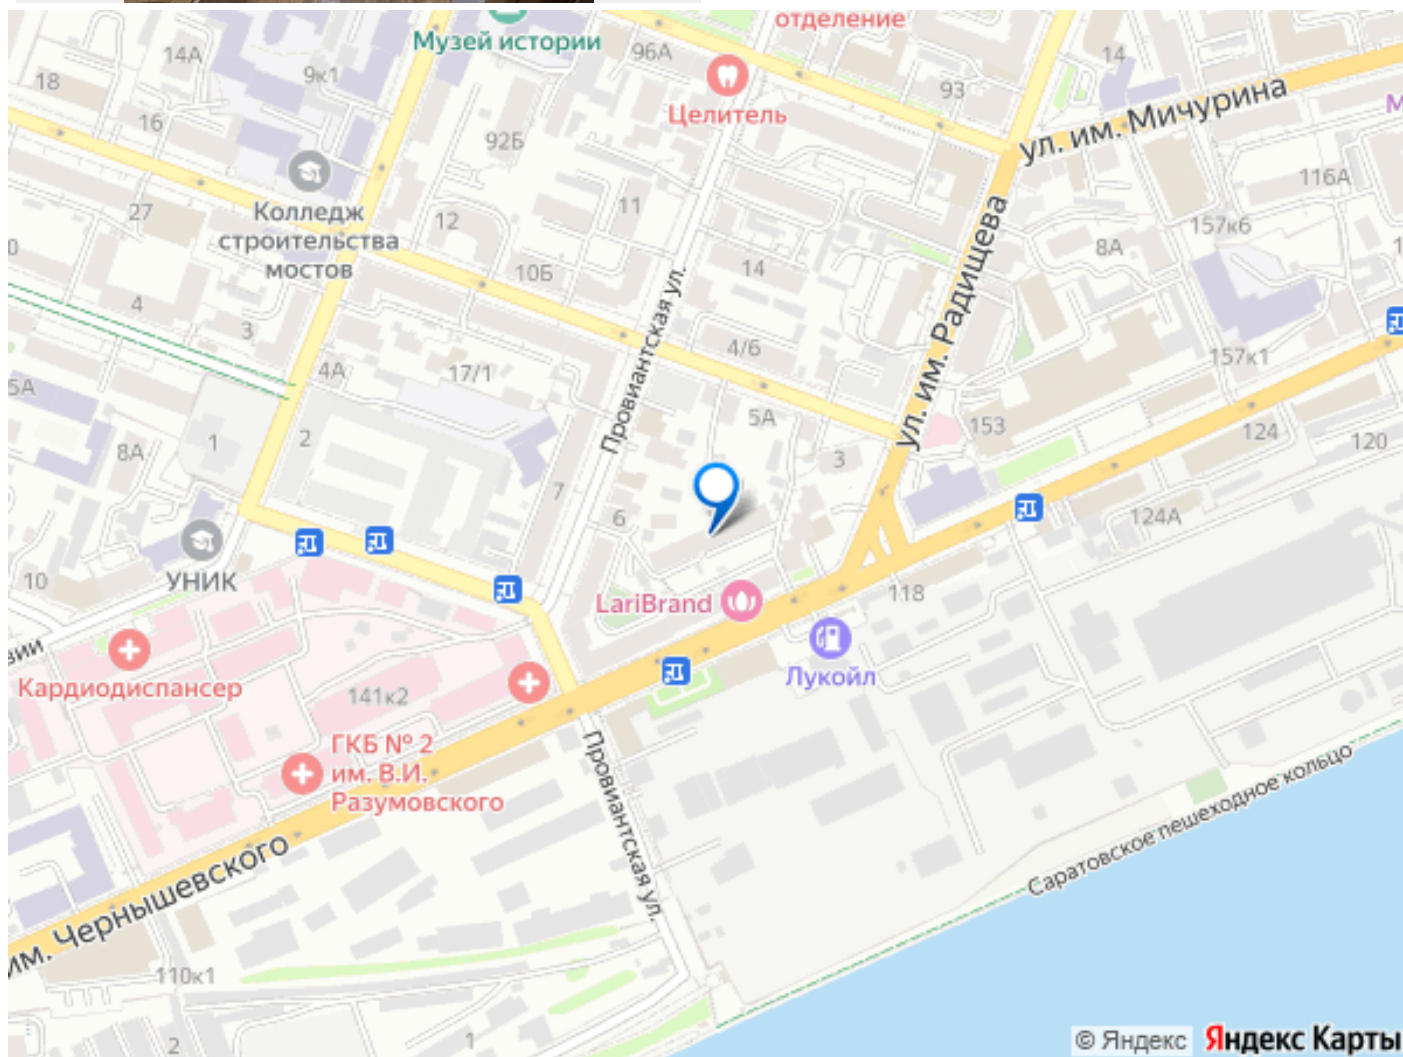 отделение
Музей истории
96А
14А
14
18
9к1
93
Целитель
ул. им. Мичурина
16
92Б
116А
Колледж
строительства
мостов
27
12
11
157к6
8А
10Б
14
ул. им. Радищева
4
3
Провиантская ул.
4/6
157к1
4А
17/1
5А
5А
153
124
120
1
2
8А
3
7
6
124А
10
УНИК
LariBrand
118
Лукойл
Кардиодиспансер
141к2
ГКБ № 2
им. В.И.
Разумовского
Провиантская ул.
Саратовское пешеходное кольцо
им. Чернышевского
110к1
2
1
© Яндекс Яндекс Карты